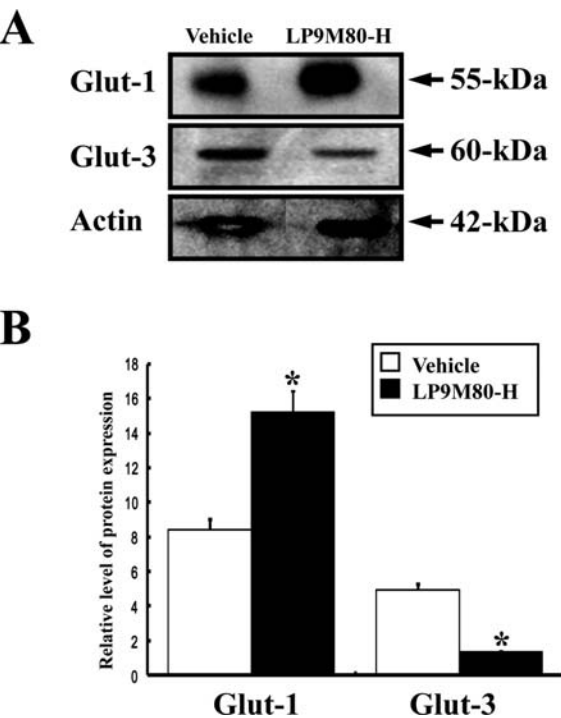 A
Vehicle LP9M80-H
Glut-1 55-kDa
Glut-3 60-kDa
Actin 42-kDa
B
Vehicle
LP9M80-H
Relative level of protein expression
18
16
14
12
10
8
6
4
2
0
*
*
Glut-1 Glut-3